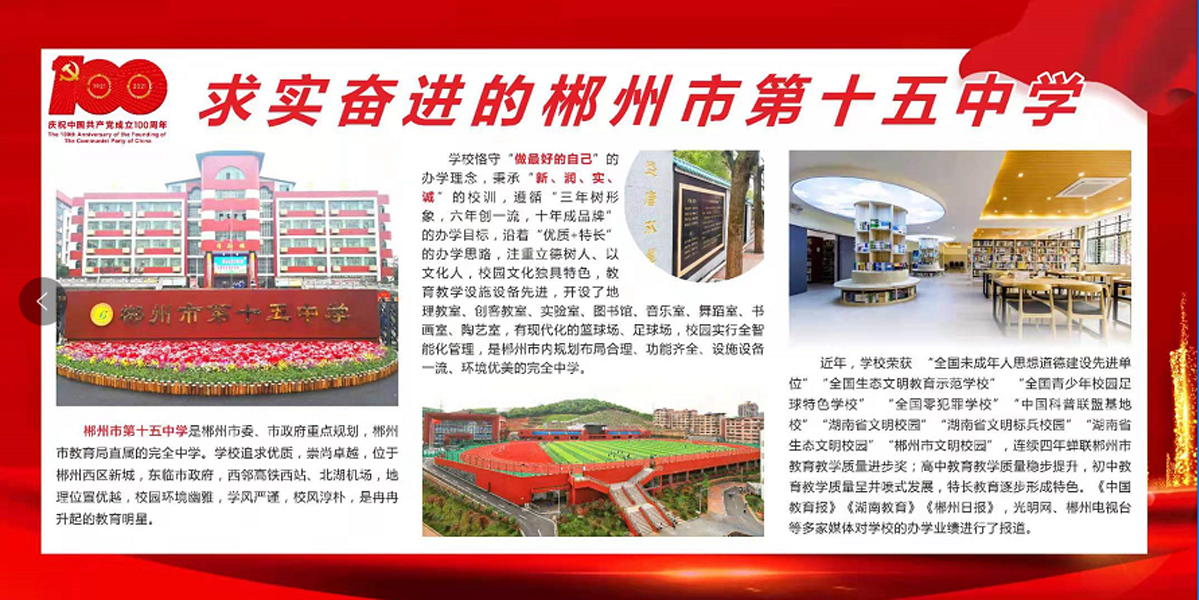 100
1921
2021
庆祝中国共产党成立100周年
The 100th Anniversary of the Founding of
The Communist Party of China
求实奋进的郴州市第十五中学
郴州市第十五中学
郴州市第十五中学是郴州市委、市政府重点规划，郴州
市教育局直属的完全中学。学校追求优质，崇尚卓越，位于
郴州西区新城，东临市政府，西邻高铁西站、北湖机场，地
理位置优越，校园环境幽雅，学风严谨，校风淳朴，是冉冉
升起的教育明星。
学校恪守“做最好的自己”的
办学理念，秉承“新、润、实、
诚”的校训，遵循“三年树形
象，六年创一流，十年成品牌”
的办学目标，沿着“优质+特长”
的办学思路，注重立德树人、以
文化人，校园文化独具特色，教
育教学设施设备先进，开设了地
理教室、创客教室、实验室、图书馆、音乐室、舞蹈室、书
画室、陶艺室，有现代化的篮球场、足球场，校园实行全智
能化管理，是郴州市内规划布局合理、功能齐全、设施设备
一流、环境优美的完全中学。
近年，学校荣获 “全国未成年人思想道德建设先进单
位”“全国生态文明教育示范学校” “全国青少年校园足
球特色学校” “全国零犯罪学校”“中国科普联盟基地
校”“湖南省文明校园”“湖南省文明标兵校园”“湖南省
生态文明校园”“郴州市文明校园”，连续四年蝉联郴州市
教育教学质量进步奖；高中教育教学质量稳步提升，初中教
育教学质量呈井喷式发展，特长教育逐步形成特色。《中国
教育报》《湖南教育》《郴州日报》，光明网、郴州电视台
等多家媒体对学校的办学业绩进行了报道。